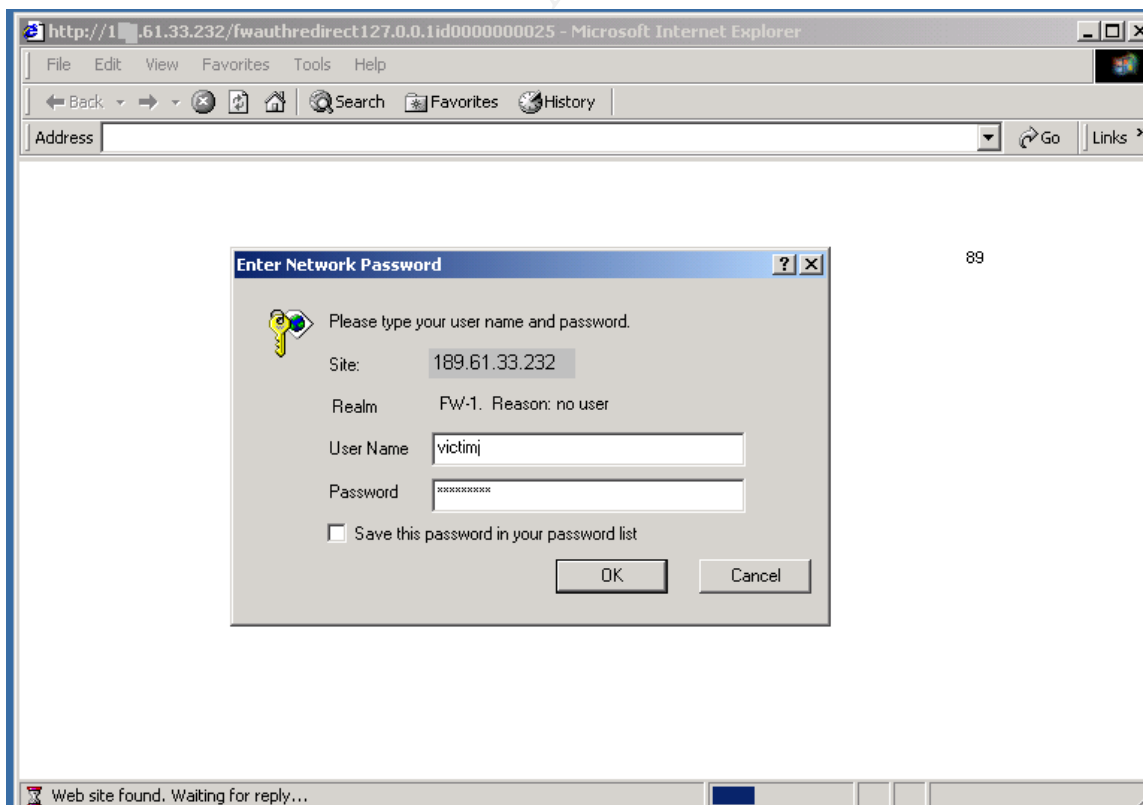 http://1 .61.33.232/fwauthredirect127.0.0.1id0000000025 - Microsoft Internet Explorer
File Edit View Favorites Tools Help
Back Search Favorites History
Address Go Links
89
Enter Network Password
Please type your user name and password.
Site: 189.61.33.232
Realm FW-1. Reason: no user
User Name victimj
Password *********
Save this password in your password list
OK Cancel
Web site found. Waiting for reply...